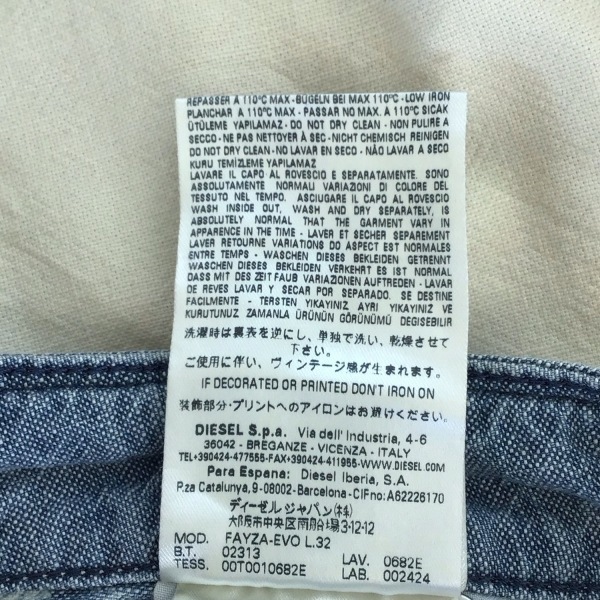 REPASSER A 110°C MAX - BÜGELN BEI MAX 110°C - LOW IRON
PLANCHAR A 110°C MAX - PASSAR NO MAX. A 110°C SICAK
ÜTÜLEME YAPILAMAZ - DO NOT DRY CLEAN - NON PULIRE A
SECCO - NE PAS NETTOYER À SEC - NICHT CHEMISCH REINIGEN
DO NOT DRY CLEAN - NO LAVAR EN SECO - NÃO LAVAR A SECO
KURU TEMIZLEME YAPILAMAZ
LAVARE IL CAPO AL ROVESCIO E SEPARATAMENTE. SONO
ASSOLUTAMENTE NORMALI VARIAZIONI DI COLORE DEL
TESSUTO NEL TEMPO. ASCIUGARE IL CAPO AL ROVESCIO
WASH INSIDE OUT, WASH AND DRY SEPARATELY, IS
ABSOLUTELY NORMAL THAT THE GARMENT VARY IN
APPARENCE IN THE TIME - LAVER ET SECHER SEPAREMENT
LAVER RETOURNE VARIATIONS DO ASPECT EST NORMALES
ENTRE TEMPS - WASCHEN DIESES BEKLEIDEN GETRENNT
WASCHEN DIESES BEKLEIDEN VERKEHRT ES IST NORMAL
DASS MIT DES ZEIT FAUB VARIAZIONEN AUFTREDEN - LAVAR
DE REVES LAVAR Y SECAR POR SEPARADO. SE DESTINE
FACILMENTE - TERSTEN YIKAYINIZ AYRI YIKAYINIZ VE
KURUTUNUZ ZAMANLA ÜRÜNÜN GÖRÜNÜMÜ DEGISEBILIR
洗濯時は裏表を逆にし、単独で洗い、乾燥させて
下さい。
ご使用に伴い、ヴィンテージ感が生まれます。
IF DECORATED OR PRINTED DON'T IRON ON
装飾部分・プリントへのアイロンはお避けください。
DIESEL S.p.a. Via dell' Industria, 4-6
36042 - BREGANZE - VICENZA - ITALY
TEL+390424-477555-FAX+390424-411955-WWW.DIESEL.COM
Para Espana: Diesel Iberia, S.A.
P.za Catalunya, 9-08002-Barcelona-CIFno:A62226170
ディーゼルジャパン(株)
大阪市中央区南船場3-12-12
MOD. FAYZA-EVO L.32
B.T. 02313 LAV. 0682E
TESS. 00T0010682E LAB. 002424